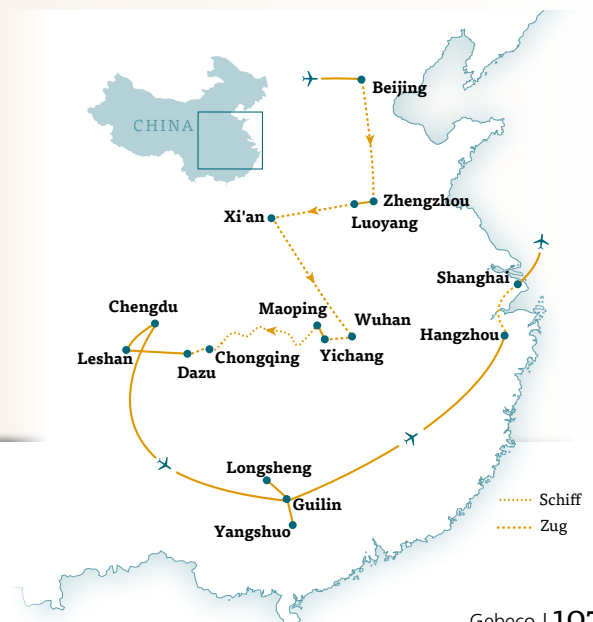 CHINA
Beijing
Zhengzhou
Luoyang
Xi'an
Shanghai
Chengdu
Maoping
Wuhan
Hangzhou
Leshan
Chongqing
Yichang
Dazu
Longsheng
Guilin
Yangshuo
Schiff
Zug